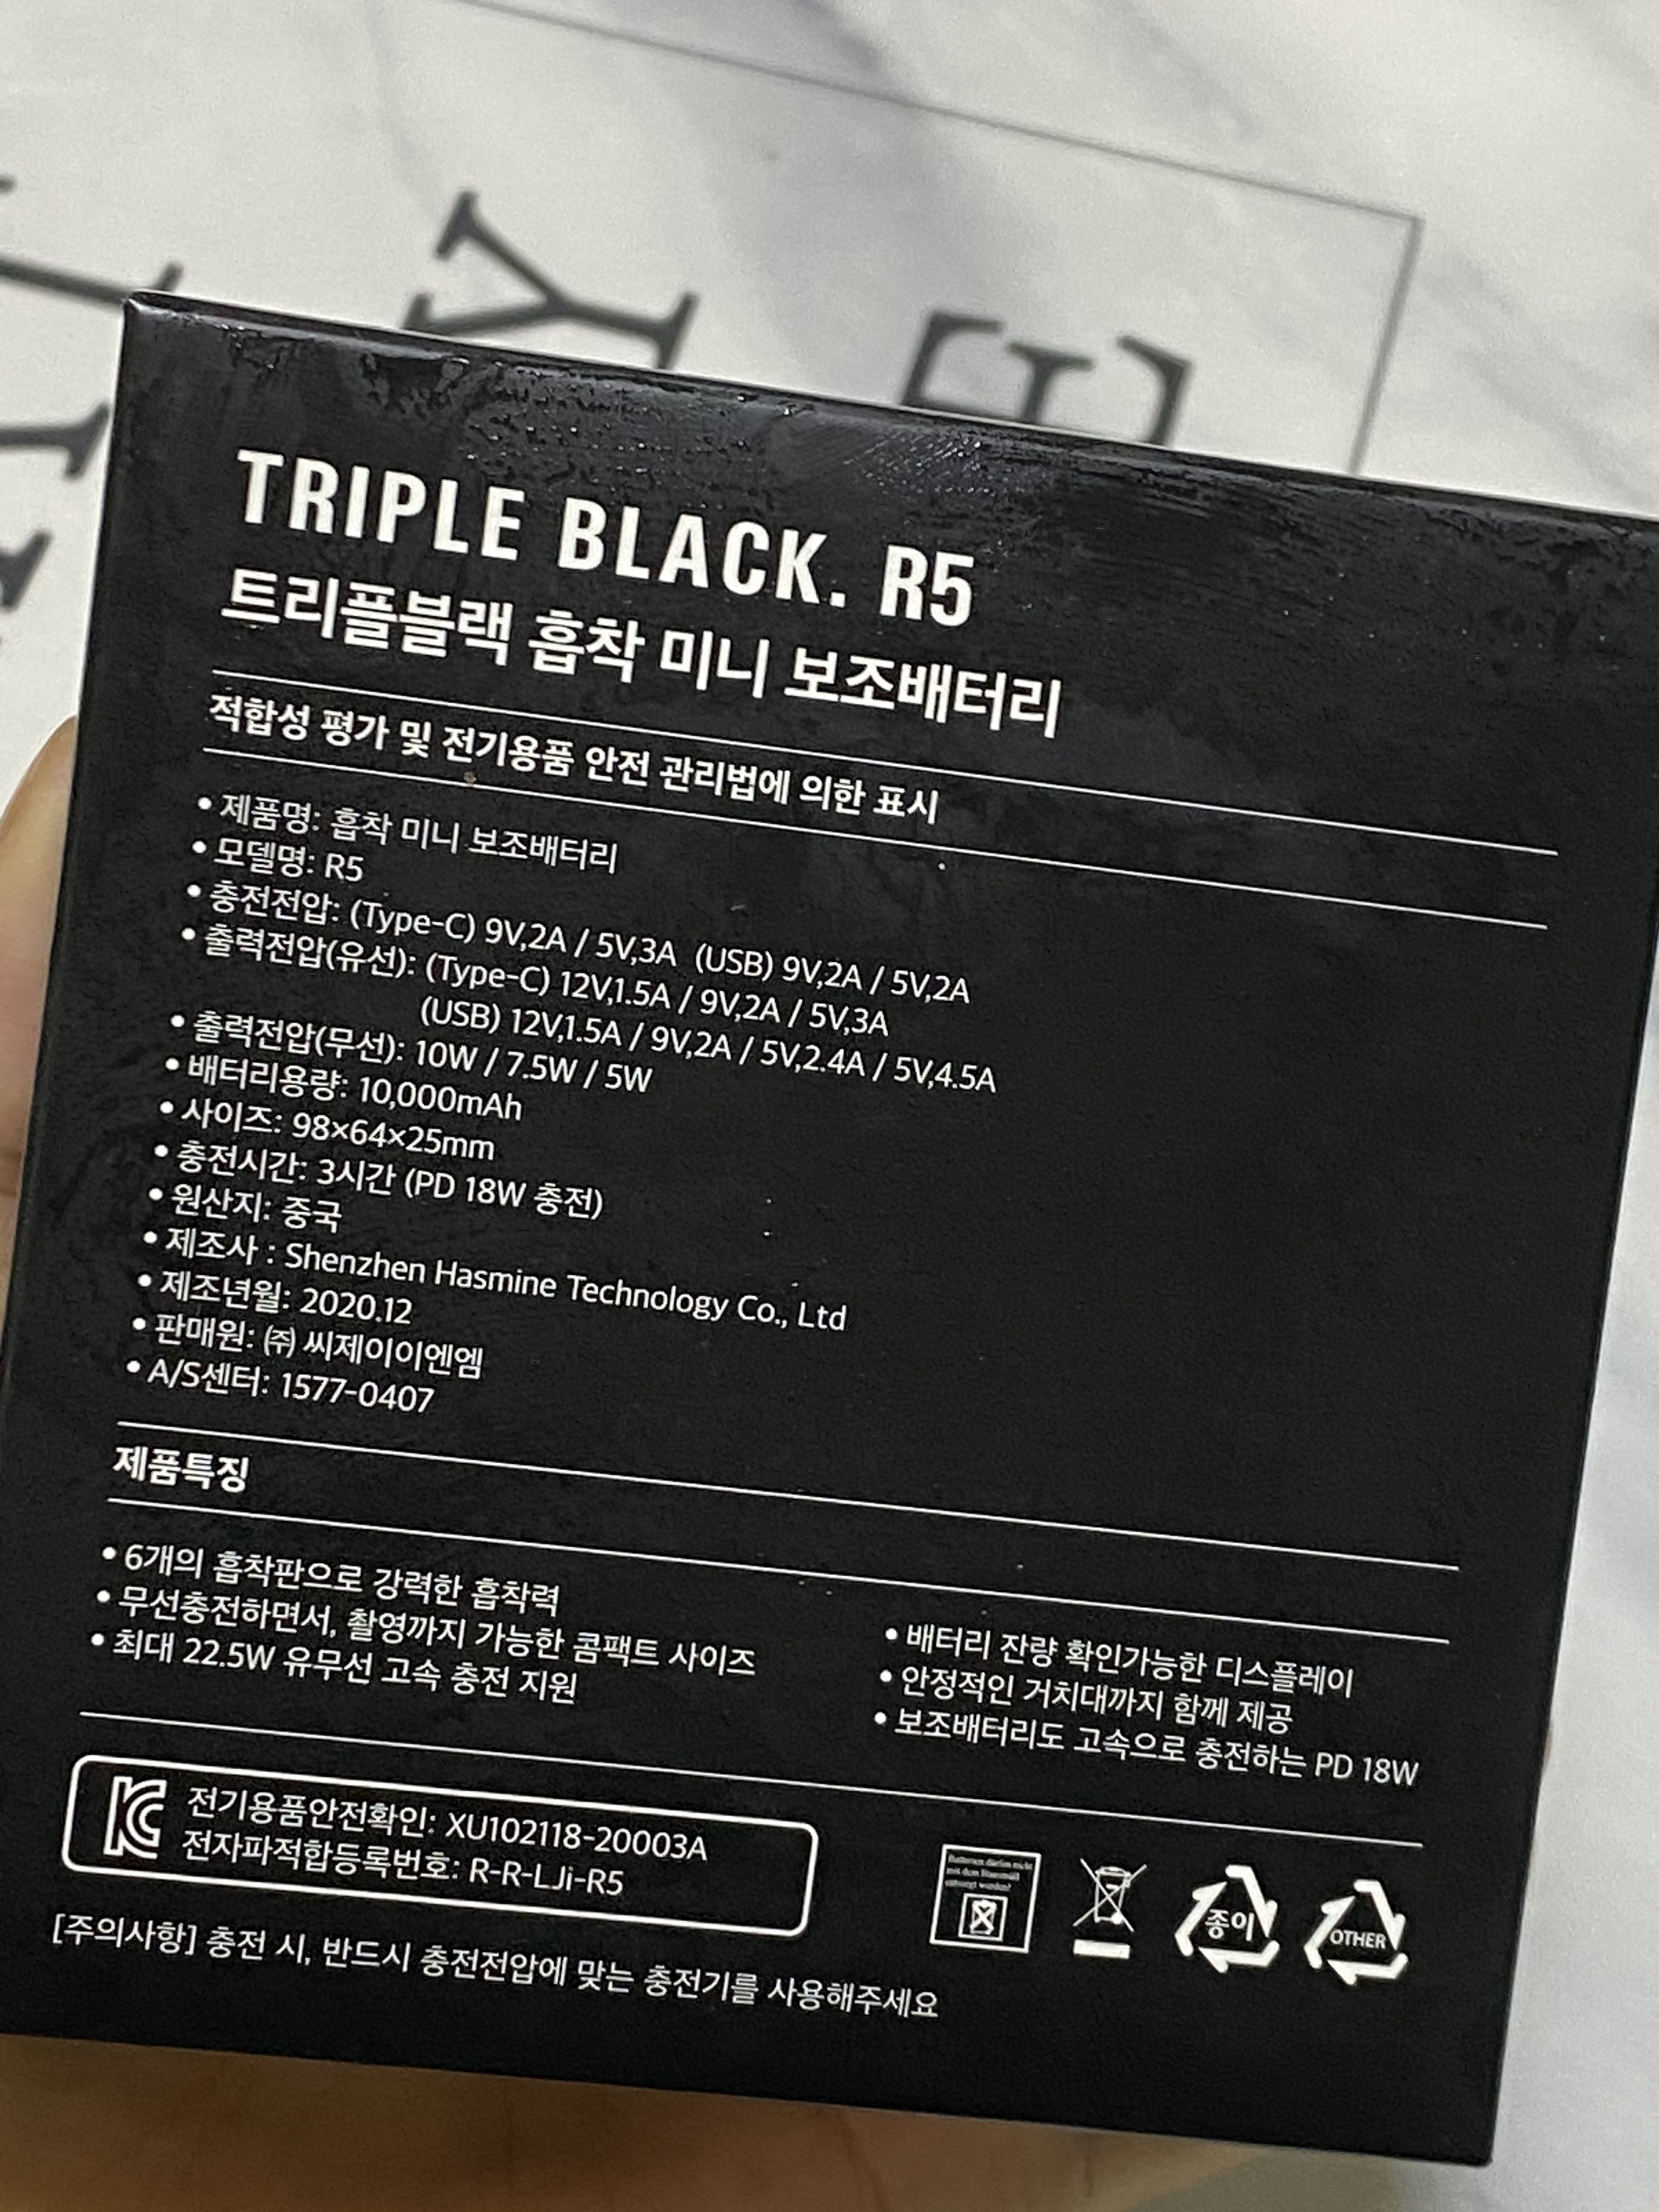 TRIPLE BLACK. R5
트리플블랙 흡착 미니 보조배터리
적합성 평가 및 전기용품 안전 관리법에 의한 표시
• 제품명: 흡착 미니 보조배터리
• 모델명: R5
• 충전전압: (Type-C) 9V,2A / 5V,3A (USB) 9V,2A / 5V,2A
• 출력전압(유선): (Type-C) 12V,1.5A / 9V,2A / 5V,3A
(USB) 12V,1.5A / 9V,2A / 5V,2.4A / 5V,4.5A
• 출력전압(무선): 10W / 7.5W / 5W
• 배터리용량: 10,000mAh
• 사이즈: 98×64×25mm
• 충전시간: 3시간 (PD 18W 충전)
• 원산지: 중국
• 제조사 : Shenzhen Hasmine Technology Co., Ltd
• 제조년월: 2020.12
• 판매원: ㈜ 씨제이이엔엠
• A/S센터: 1577-0407
제품특징
• 6개의 흡착판으로 강력한 흡착력
• 무선충전하면서, 촬영까지 가능한 콤팩트 사이즈
• 최대 22.5W 유무선 고속 충전 지원
• 배터리 잔량 확인가능한 디스플레이
• 안정적인 거치대까지 함께 제공
• 보조배터리도 고속으로 충전하는 PD 18W
전기용품안전확인: XU102118-20003A
전자파적합등록번호: R-R-LJi-R5
Batterien dürfen nicht
mit dem Hausmüll
entsorgt werden!
종이
OTHER
[주의사항] 충전 시, 반드시 충전전압에 맞는 충전기를 사용해주세요